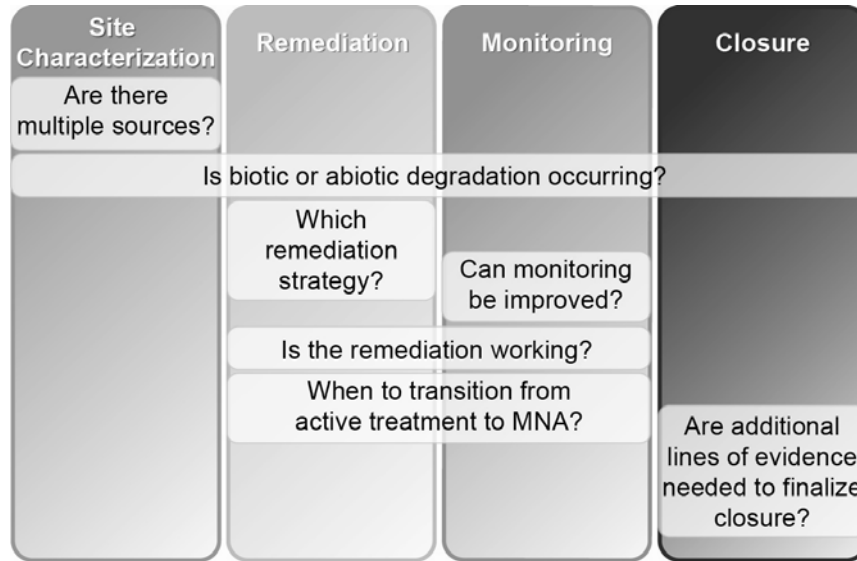 Site
Characterization
Remediation
Monitoring
Closure
Are there
multiple sources?
Is biotic or abiotic degradation occurring?
Which
remediation
strategy?
Can monitoring
be improved?
Is the remediation working?
When to transition from
active treatment to MNA?
Are additional
lines of evidence
needed to finalize
closure?